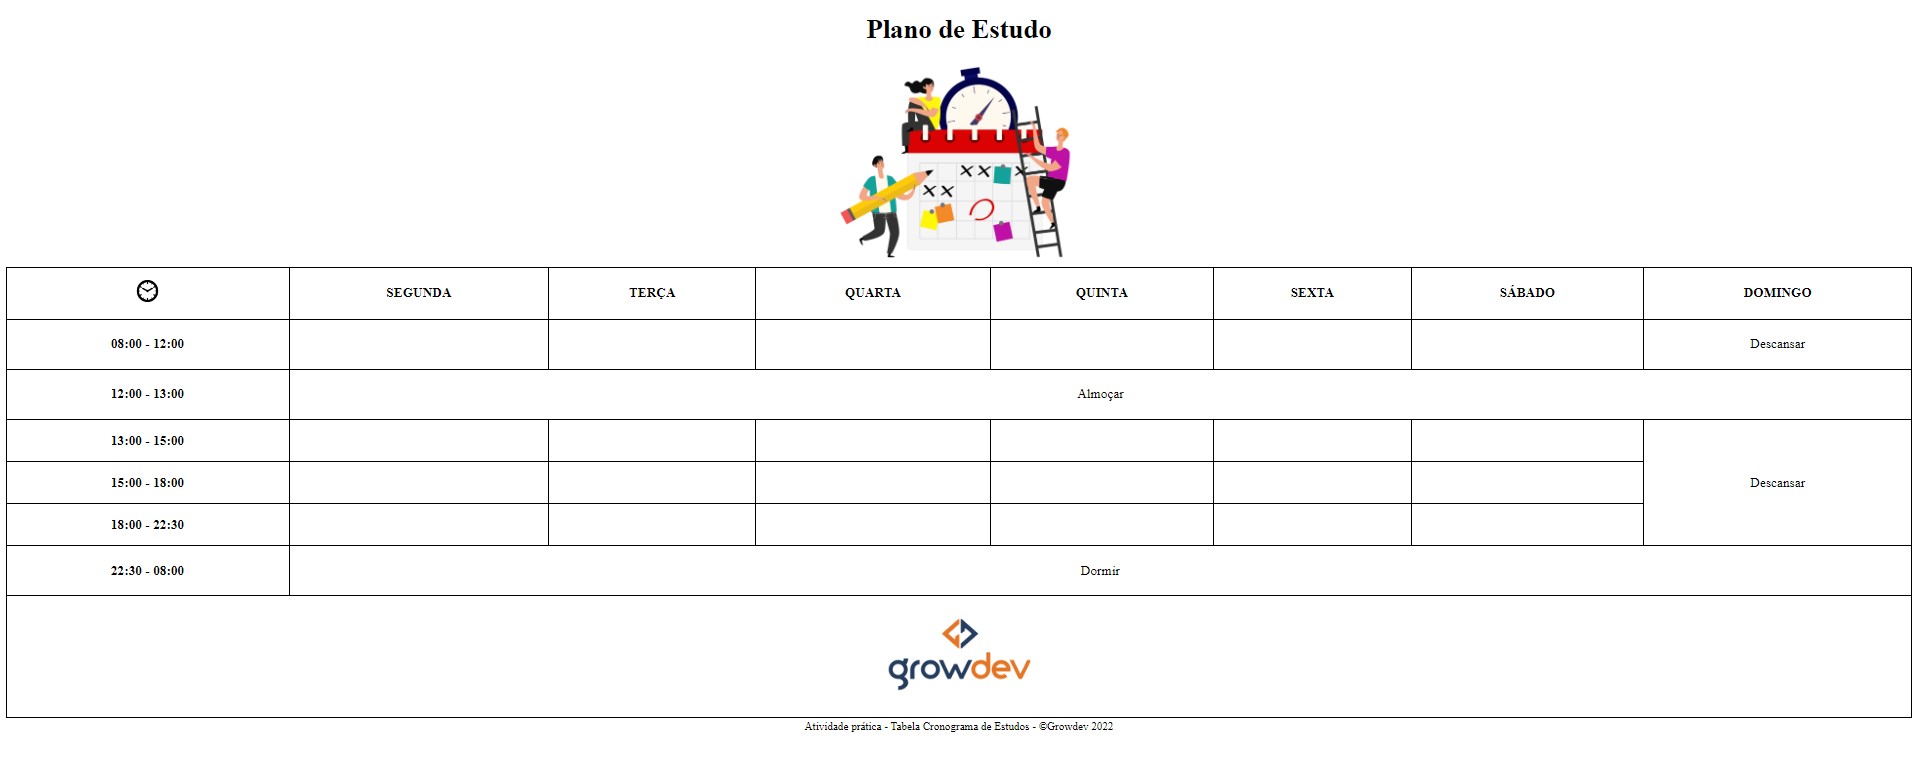 Plano de Estudo
SEGUNDA TERÇA QUARTA QUINTA SEXTA SÁBADO DOMINGO
08:00 - 12:00 Descansar
12:00 - 13:00 Almoçar
13:00 - 15:00
15:00 - 18:00 Descansar
18:00 - 22:30
22:30 - 08:00 Dormir
growdev
Atividade prática - Tabela Cronograma de Estudos - ©Growdev 2022